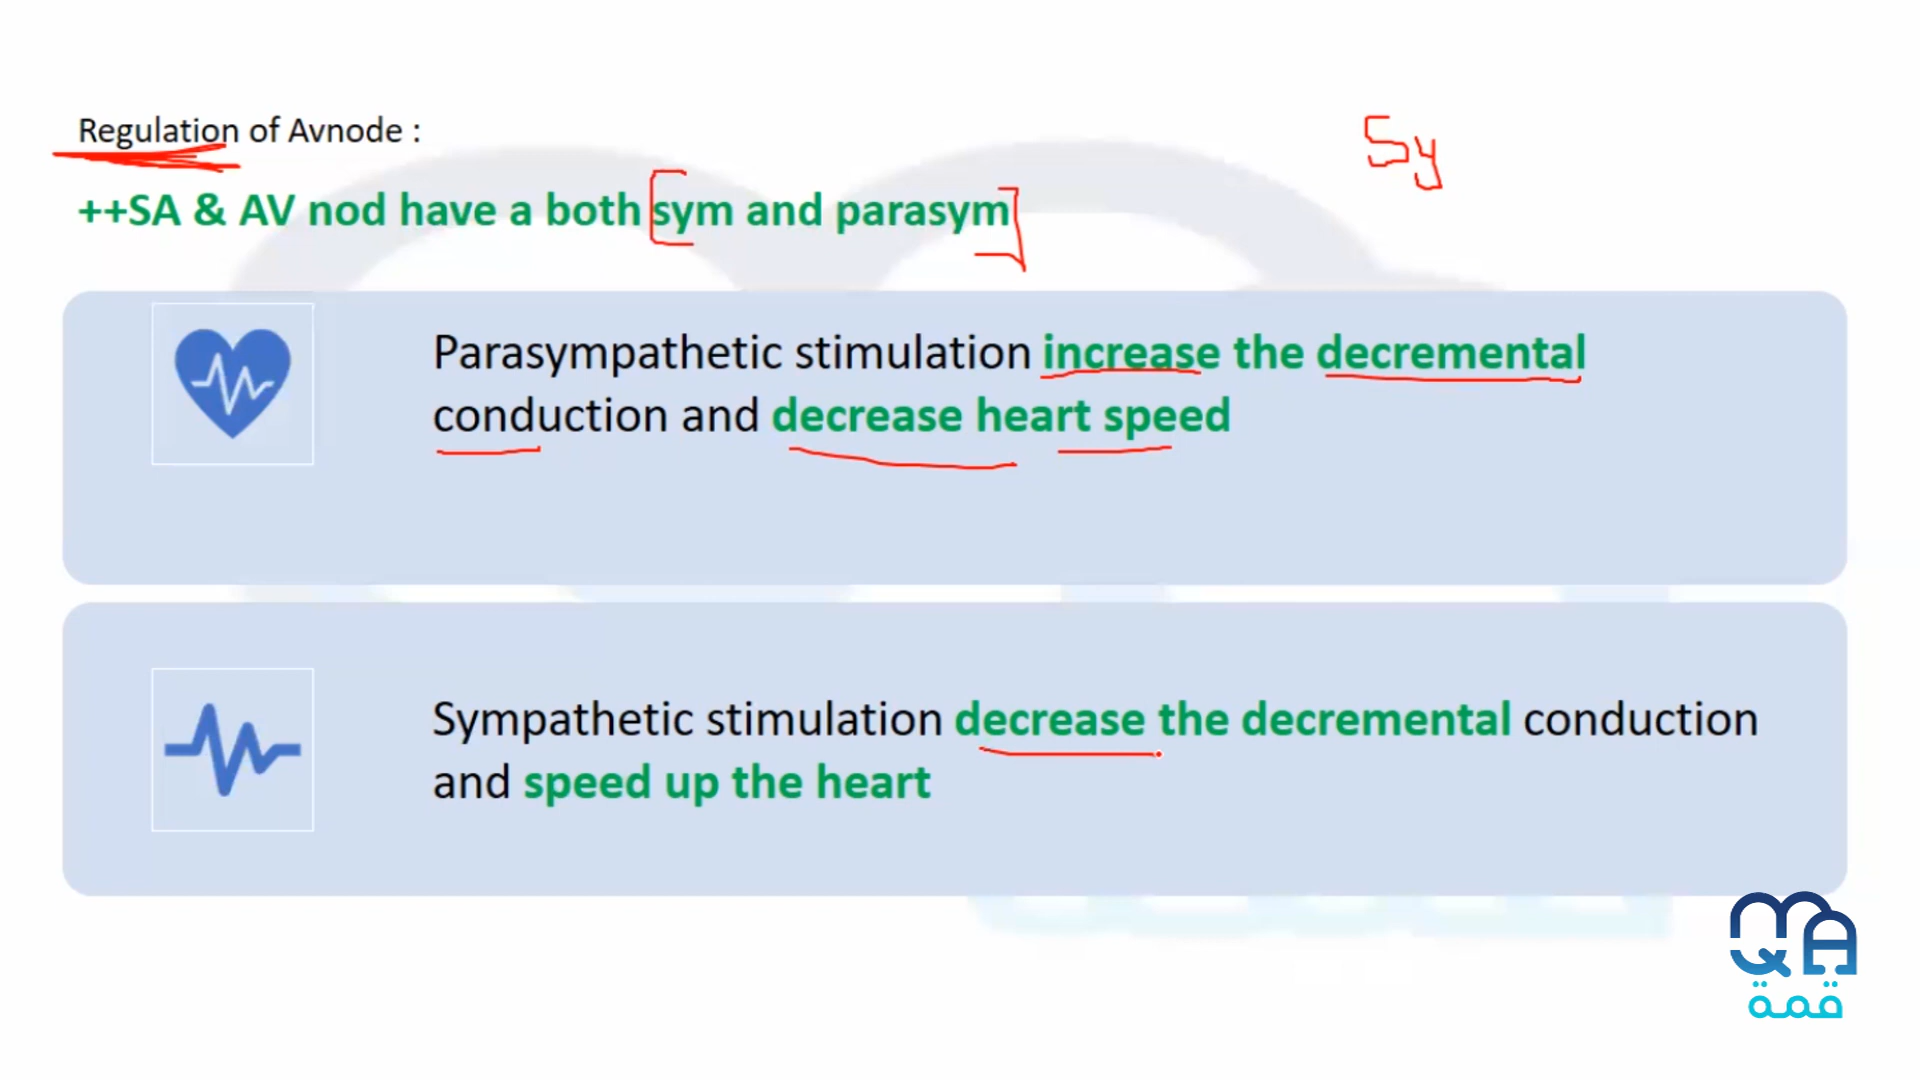 Regulation of Avnode :
Sy
++SA & AV nod have a both sym and parasym
Parasympathetic stimulation increase the decremental
conduction and decrease heart speed
Sympathetic stimulation decrease the decremental conduction
and speed up the heart
QMA
قمة